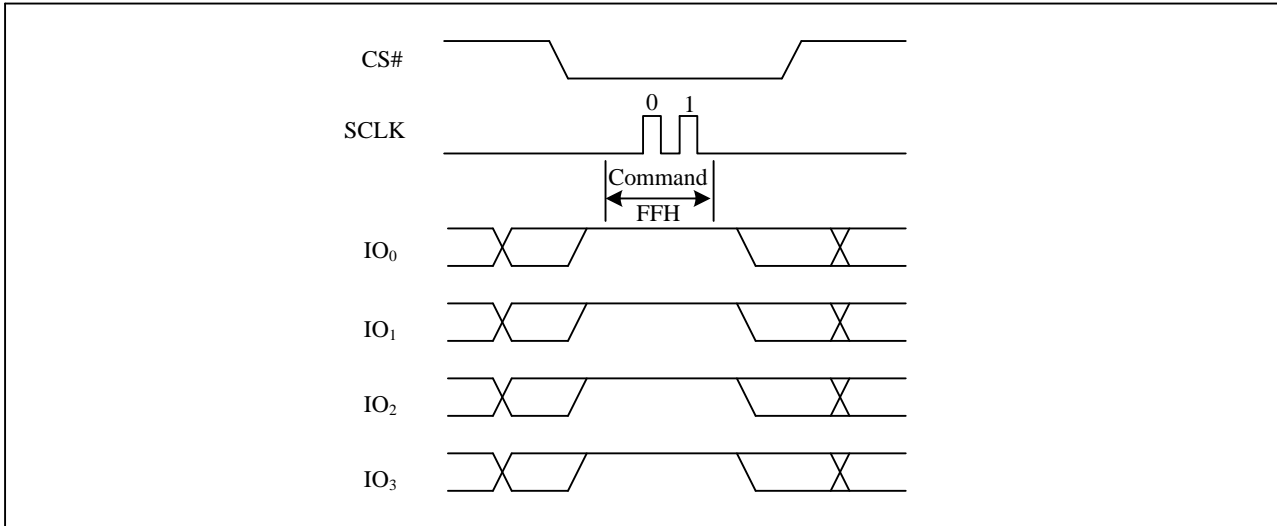 CS#
0 1
SCLK
Command
FFH
IO₀
IO₁
IO₂
IO₃